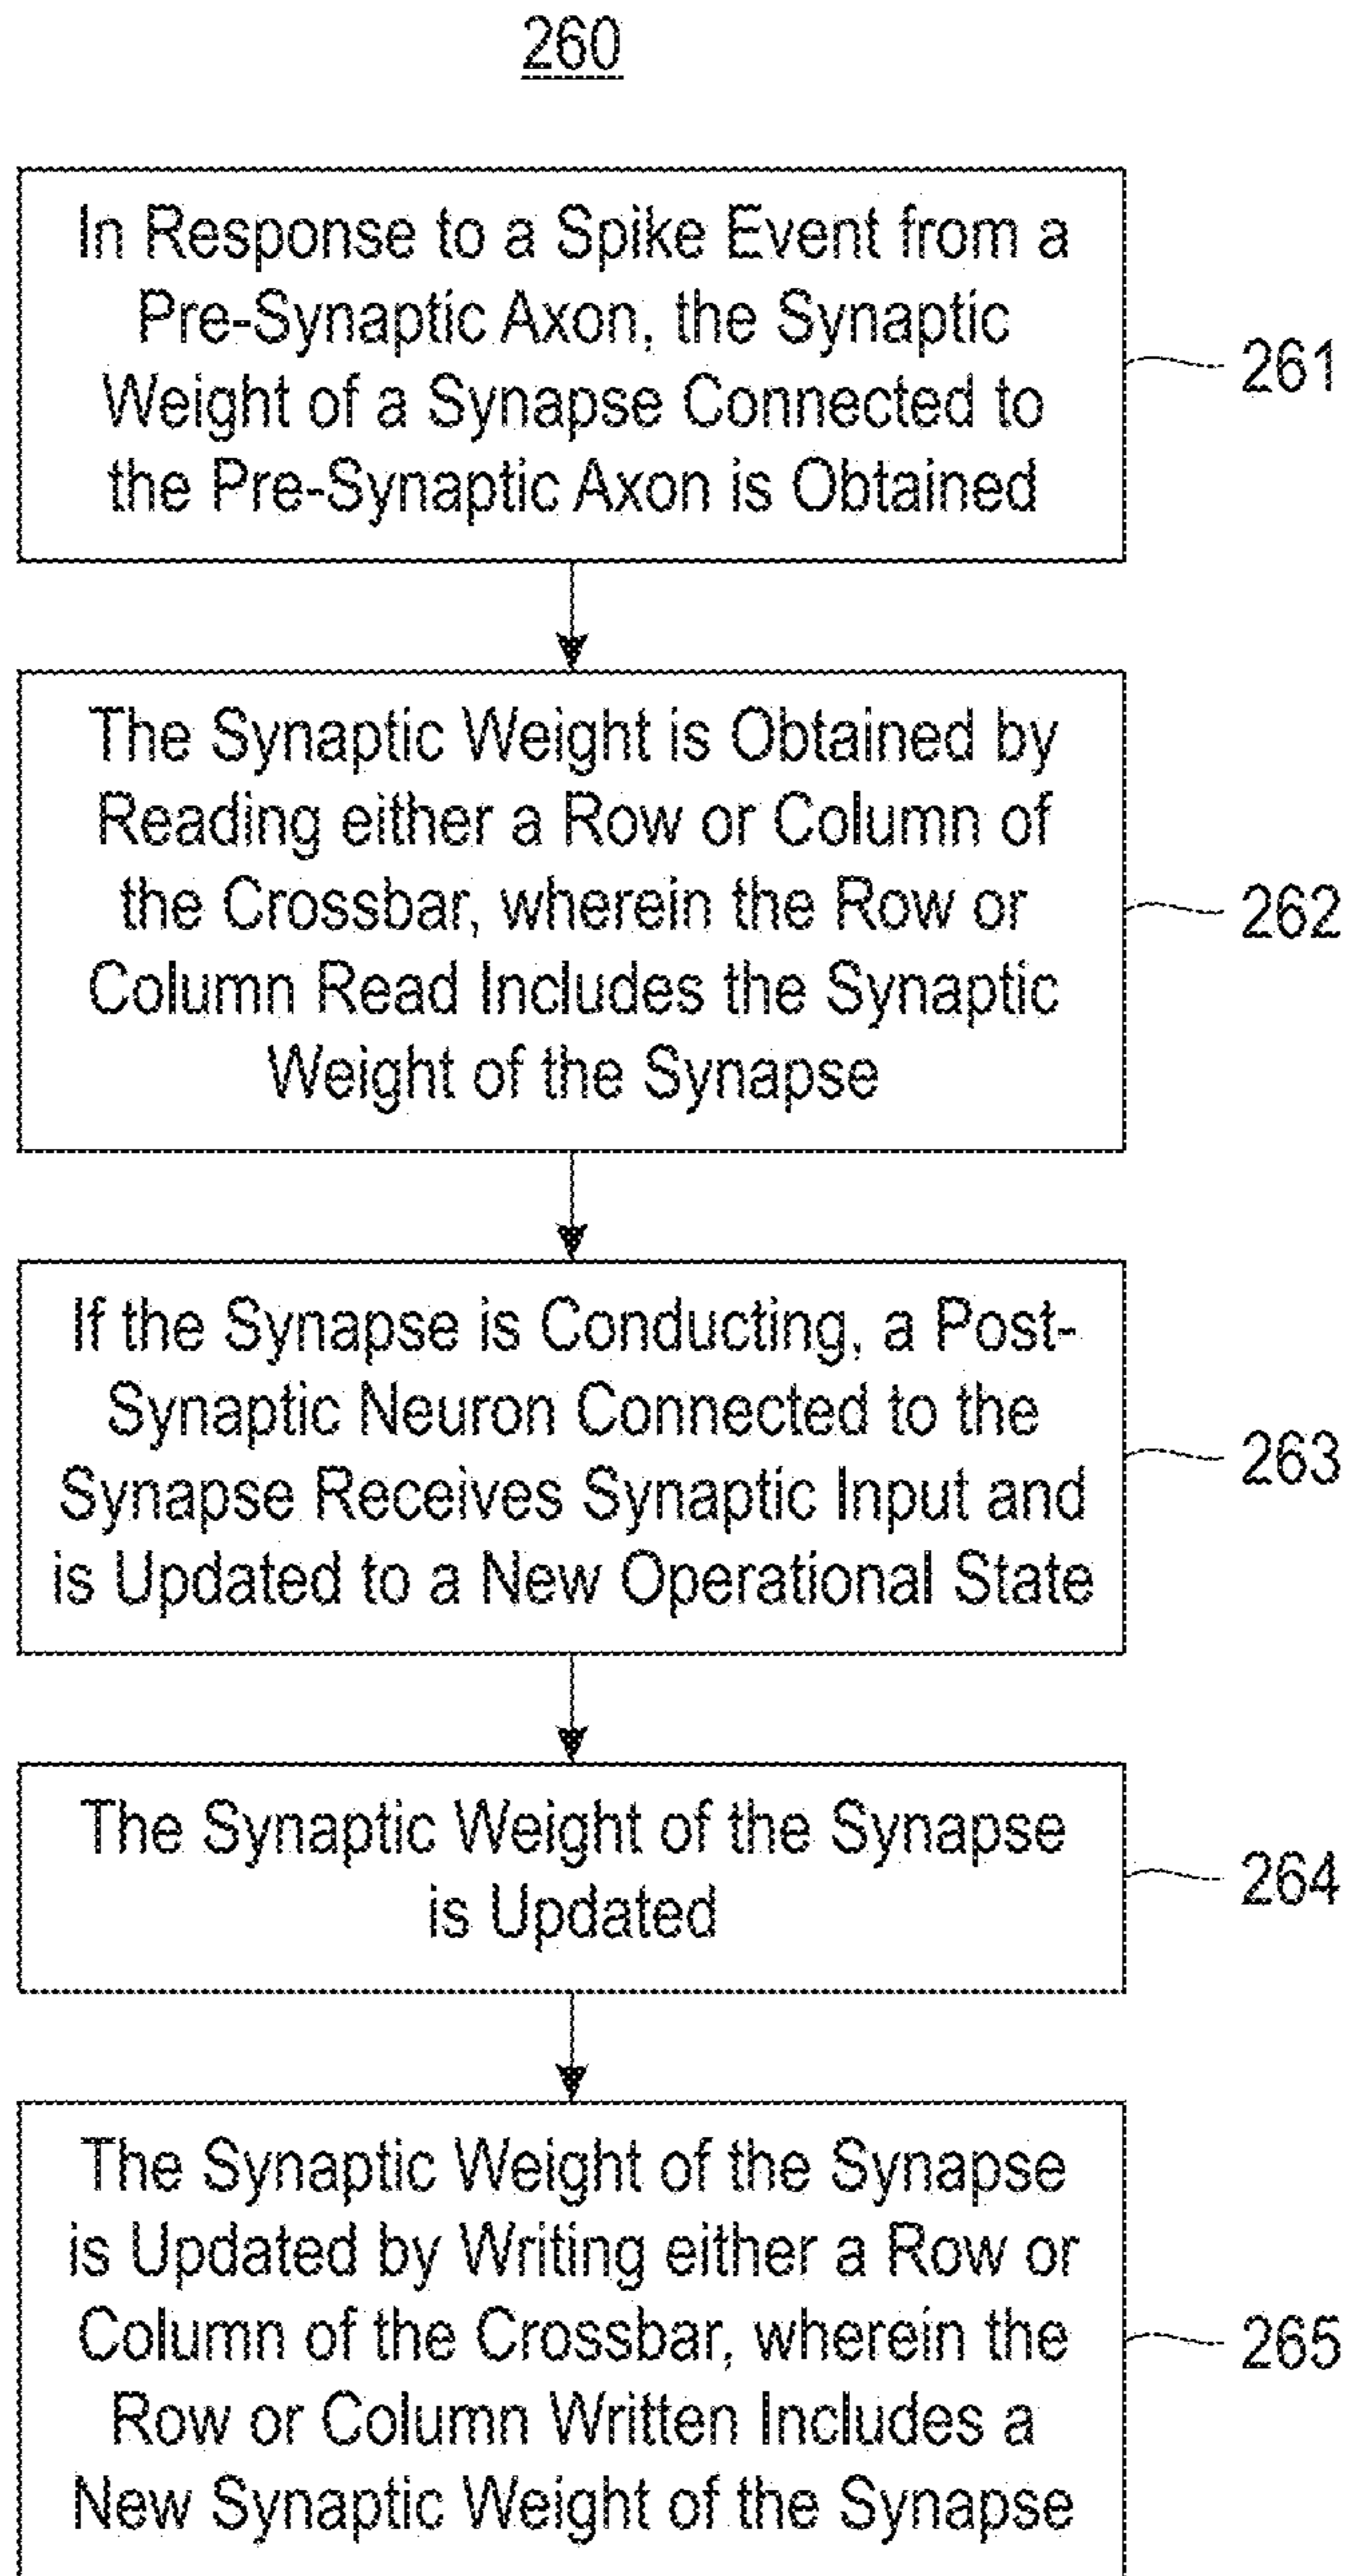 260
In Response to a Spike Event from a
Pre-Synaptic Axon, the Synaptic
Weight of a Synapse Connected to
the Pre-Synaptic Axon is Obtained
261
The Synaptic Weight is Obtained by
Reading either a Row or Column of
the Crossbar, wherein the Row or
Column Read Includes the Synaptic
Weight of the Synapse
262
If the Synapse is Conducting, a Post-
Synaptic Neuron Connected to the
Synapse Receives Synaptic Input and
is Updated to a New Operational State
263
The Synaptic Weight of the Synapse
is Updated
264
The Synaptic Weight of the Synapse
is Updated by Writing either a Row or
Column of the Crossbar, wherein the
Row or Column Written Includes a
New Synaptic Weight of the Synapse
265